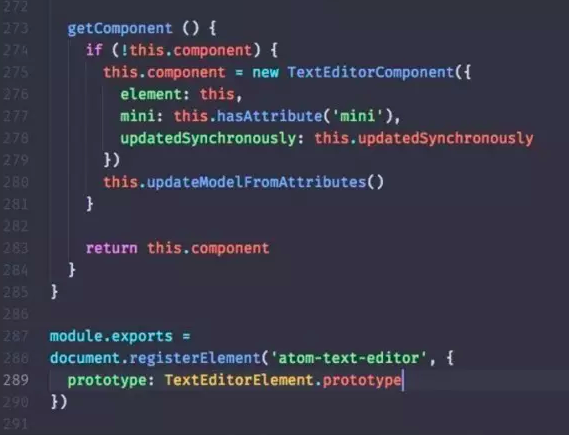 272
273 getComponent () {
274 if (!this.component) {
275 this.component = new TextEditorComponent({
276 element: this,
277 mini: this.hasAttribute('mini'),
278 updatedSynchronously: this.updatedSynchronously
279 })
280 this.updateModelFromAttributes()
281 }
282
283 return this.component
284 }
285 }
286
287 module.exports =
288 document.registerElement('atom-text-editor', {
289 prototype: TextEditorElement.prototype
290 })
291